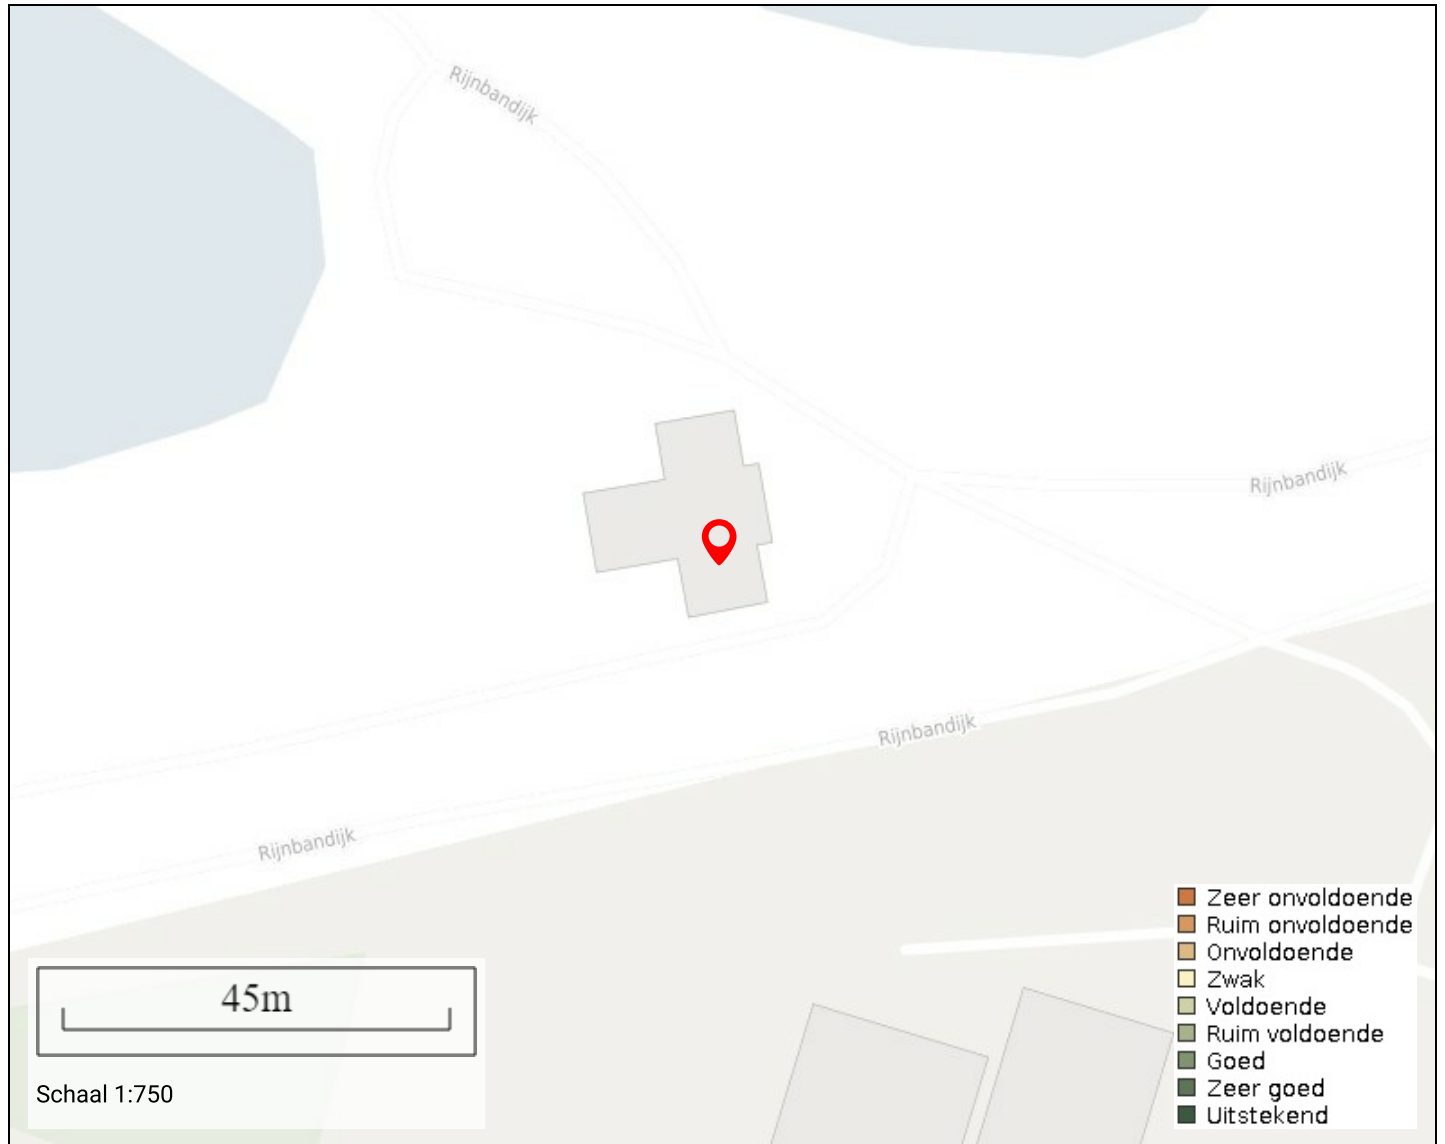 Rijnbandijk
Rijnbandijk
Rijnbandijk
Rijnbandijk
Zeer onvoldoende
Ruim onvoldoende
Onvoldoende
Zwak
Voldoende
Ruim voldoende
Goed
Zeer goed
Uitstekend
45m
Schaal 1:750